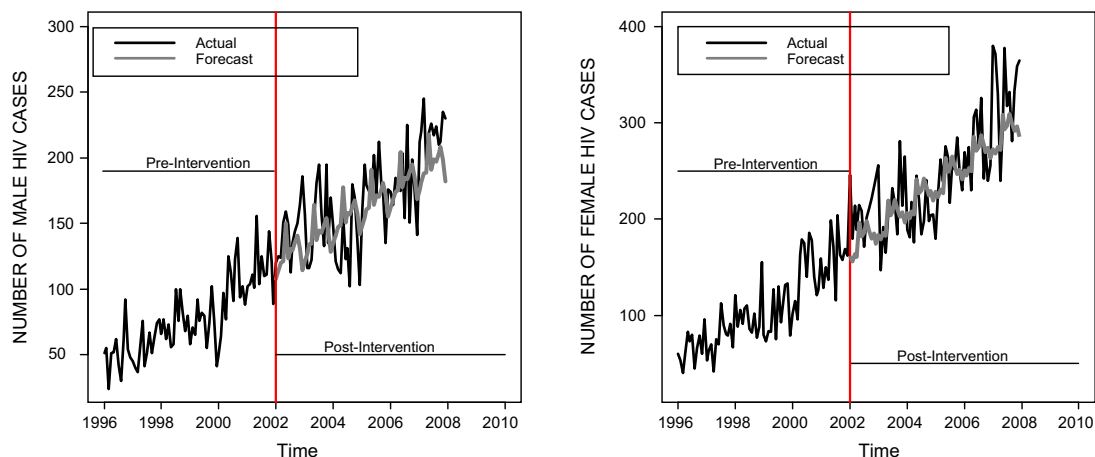 NUMBER OF MALE HIV CASES
300
250
200
150
100
50
Actual
Forecast
Pre-Intervention
Post-Intervention
1996 1998 2000 2002 2004 2006 2008 2010
Time
NUMBER OF FEMALE HIV CASES
400
300
200
100
Actual
Forecast
Pre-Intervention
Post-Intervention
1996 1998 2000 2002 2004 2006 2008 2010
Time